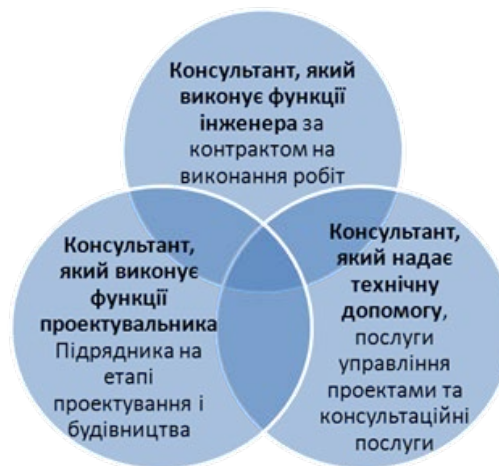 Консультант, який
виконує функції
інженера за
контрактом на
виконання робіт
Консультант,
який виконує
функції
проектувальника
Підрядника на
етапі
проектування і
будівництва
Консультант,
який надає
технічну
допомогу,
послуги
управління
проектами та
консультаційні
послуги